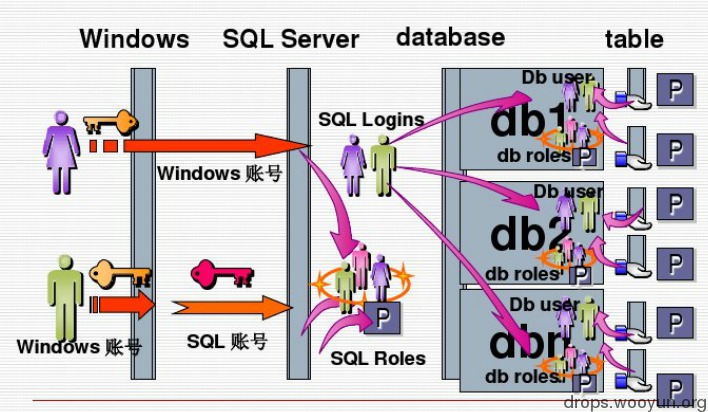 Windows
SQL Server
database
table
Windows 账号
SQL Logins
Db user
db1
db roles
P
P
P
Db user
db2
db roles
P
P
P
Windows 账号
SQL 账号
P
SQL Roles
Db user
dbn
db roles
P
P
P
drops.wooyun.org